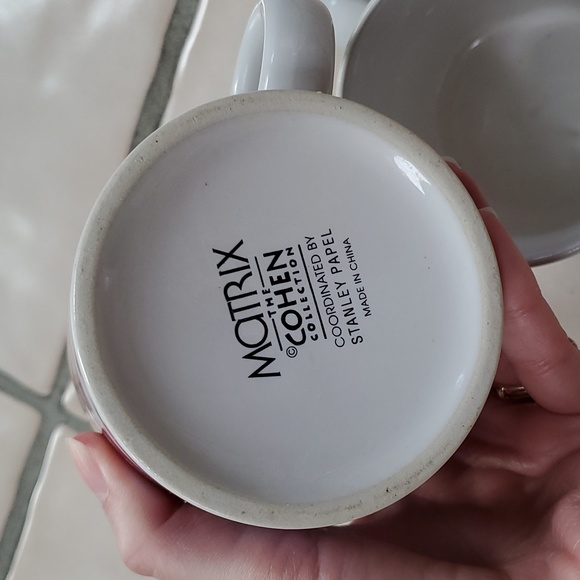 MATRIX
THE
© COHEN
COLLECTION
COORDINATED BY
STANLEY PAPEL
MADE IN CHINA